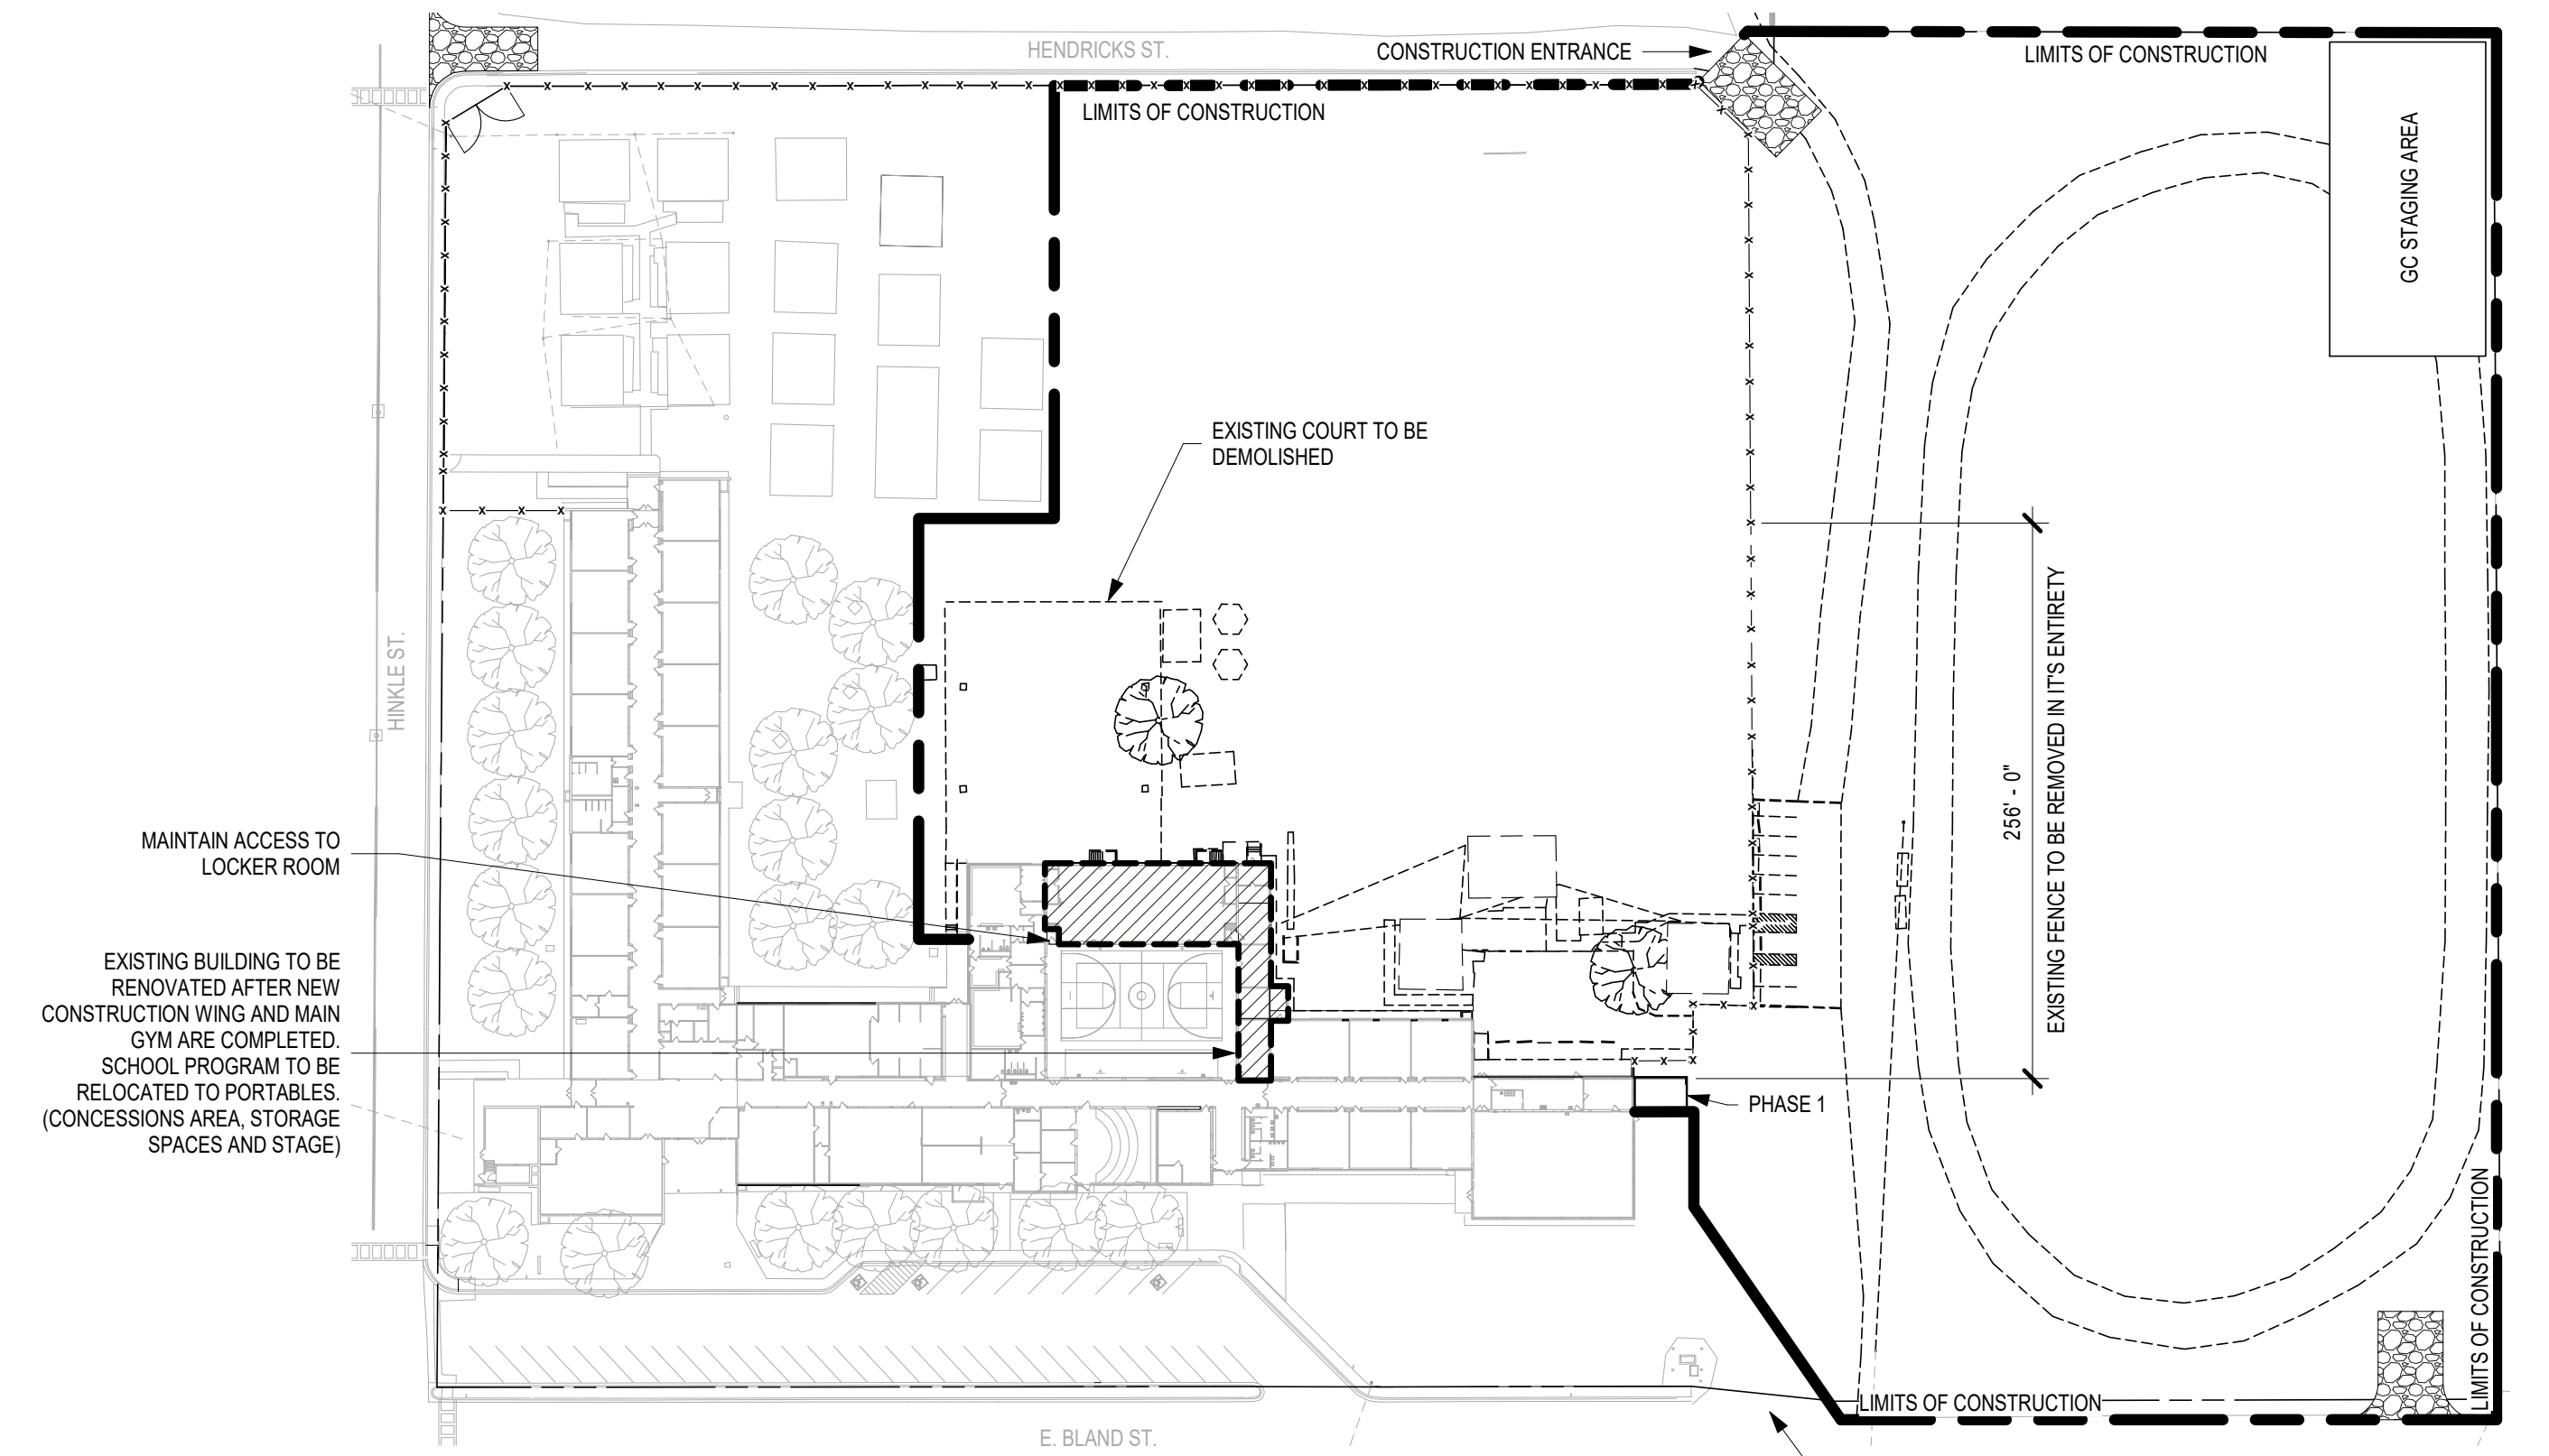 HENDRICKS ST.
CONSTRUCTION ENTRANCE
LIMITS OF CONSTRUCTION
LIMITS OF CONSTRUCTION
GC STAGING AREA
EXISTING COURT TO BE
DEMOLISHED
HINKLE ST.
256' - 0"
EXISTING FENCE TO BE REMOVED IN IT'S ENTIRETY
MAINTAIN ACCESS TO
LOCKER ROOM
EXISTING BUILDING TO BE
RENOVATED AFTER NEW
CONSTRUCTION WING AND MAIN
GYM ARE COMPLETED.
SCHOOL PROGRAM TO BE
RELOCATED TO PORTABLES.
(CONCESSIONS AREA, STORAGE
SPACES AND STAGE)
PHASE 1
LIMITS OF CONSTRUCTION
LIMITS OF CONSTRUCTION
E. BLAND ST.